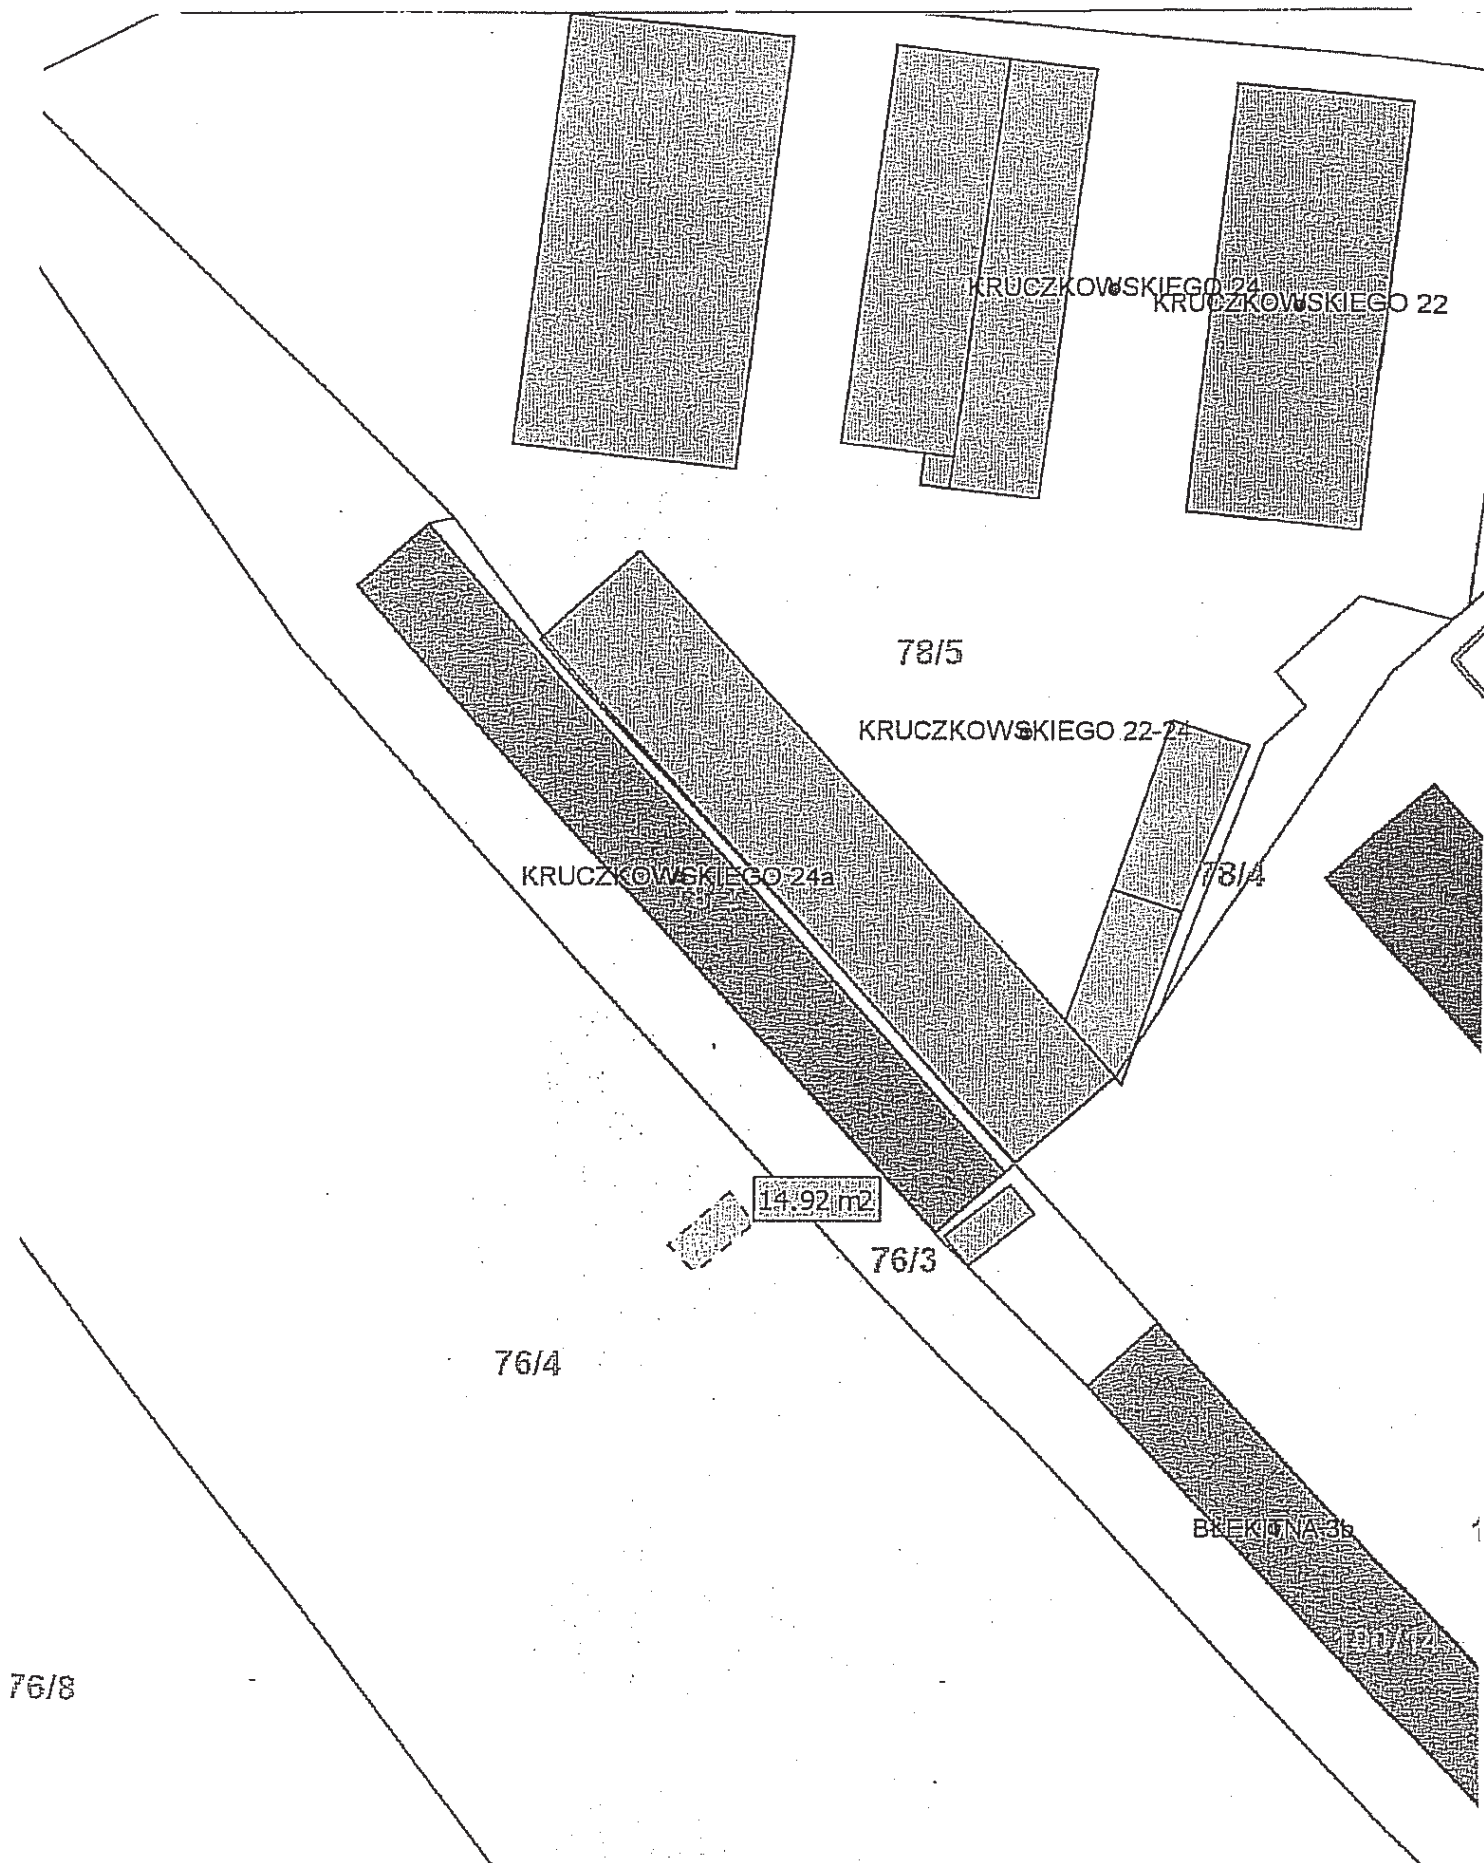 KRUCZKOWSKIEGO 24
KRUCZKOWSKIEGO 22
78/5
KRUCZKOWSKIEGO 22-24
78/4
KRUCZKOWSKIEGO 24a
14.92 m2
76/3
76/4
BŁEKITNA 3b
76/8